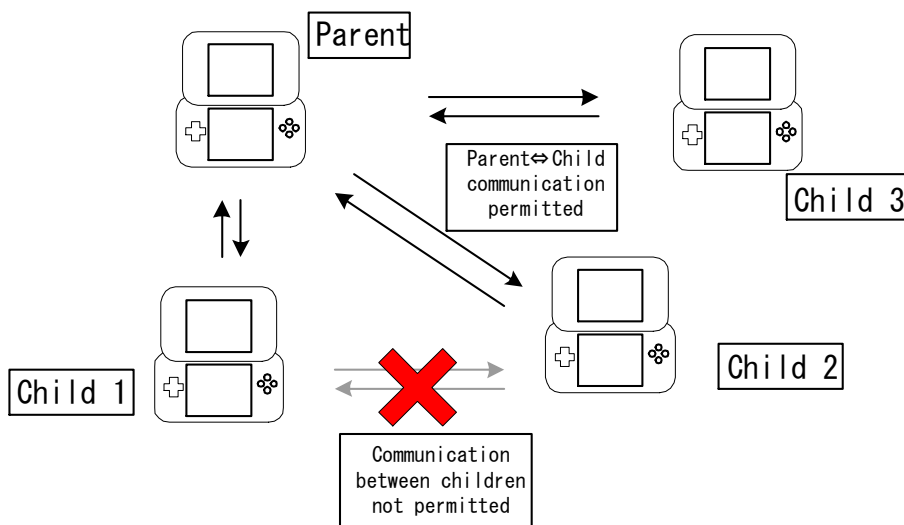 Parent
Parent⇔Child
communication
permitted
Child 3
Child 2
Child 1
Communication
between children
not permitted